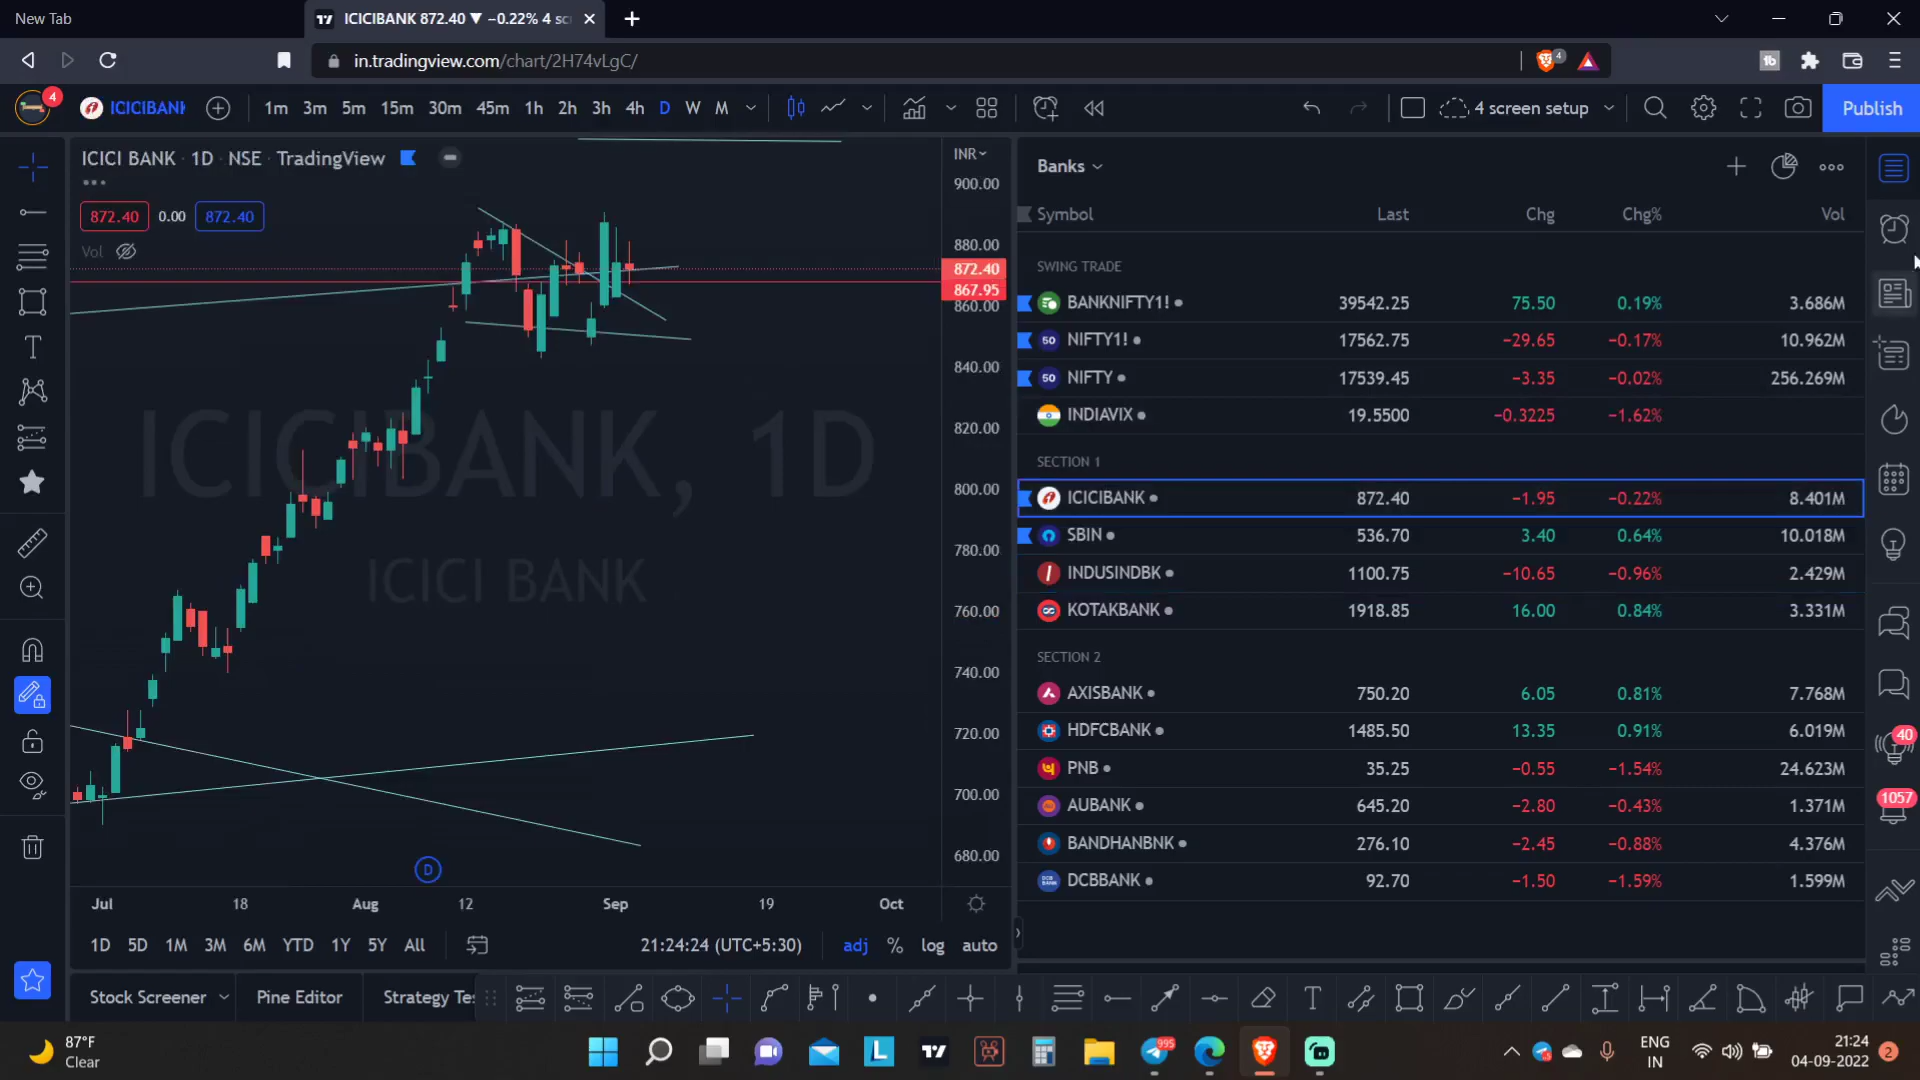 New Tab
ICICIBANK 872.40 ▼ −0.22% 4 sc
in.tradingview.com/chart/2H74vLgC/
4
4
ICICIBANK
1m 3m 5m 15m 30m 45m 1h 2h 3h 4h D W M
4 screen setup
Publish
ICICI BANK · 1D · NSE · TradingView
INR
872.40 0.00 872.40
Vol
900.00
880.00
872.40
867.95
860.00
840.00
820.00
800.00
780.00
760.00
740.00
720.00
700.00
680.00
ICICIBANK, 1D
ICICI BANK
D
Jul 18 Aug 12 Sep 19 Oct
1D 5D 1M 3M 6M YTD 1Y 5Y All
21:24:24 (UTC+5:30)
adj % log auto
Banks
Symbol Last Chg Chg% Vol
SWING TRADE
BANKNIFTY1! 39542.25 75.50 0.19% 3.686M
50 NIFTY1! 17562.75 −29.65 −0.17% 10.962M
50 NIFTY 17539.45 −3.35 −0.02% 256.269M
INDIAVIX 19.5500 −0.3225 −1.62%
SECTION 1
ICICIBANK 872.40 −1.95 −0.22% 8.401M
SBIN 536.70 3.40 0.64% 10.018M
INDUSINDBK 1100.75 −10.65 −0.96% 2.429M
KOTAKBANK 1918.85 16.00 0.84% 3.331M
SECTION 2
AXISBANK 750.20 6.05 0.81% 7.768M
HDFCBANK 1485.50 13.35 0.91% 6.019M
PNB 35.25 −0.55 −1.54% 24.623M
AUBANK 645.20 −2.80 −0.43% 1.371M
BANDHANBNK 276.10 −2.45 −0.88% 4.376M
DCB BANK DCBBANK 92.70 −1.50 −1.59% 1.599M
40
1057
Stock Screener Pine Editor Strategy Tes
87°F
Clear
995
ENG
IN
21:24
04-09-2022
2